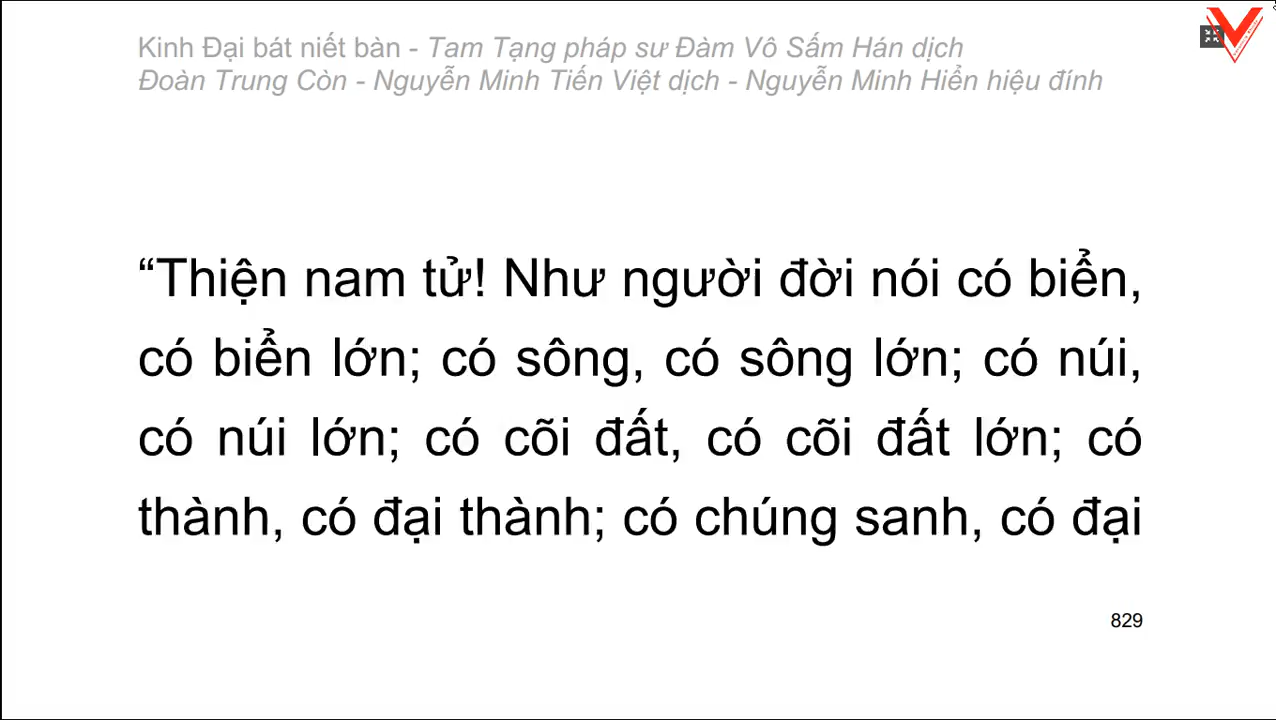 Kinh Đại bát niết bàn - Tam Tạng pháp sư Đàm Vô Sấm Hán dịch
Đoàn Trung Còn - Nguyễn Minh Tiến Việt dịch - Nguyễn Minh Hiển hiệu đính
“Thiện nam tử! Như người đời nói có biển,
có biển lớn; có sông, có sông lớn; có núi,
có núi lớn; có cõi đất, có cõi đất lớn; có
thành, có đại thành; có chúng sanh, có đại
829